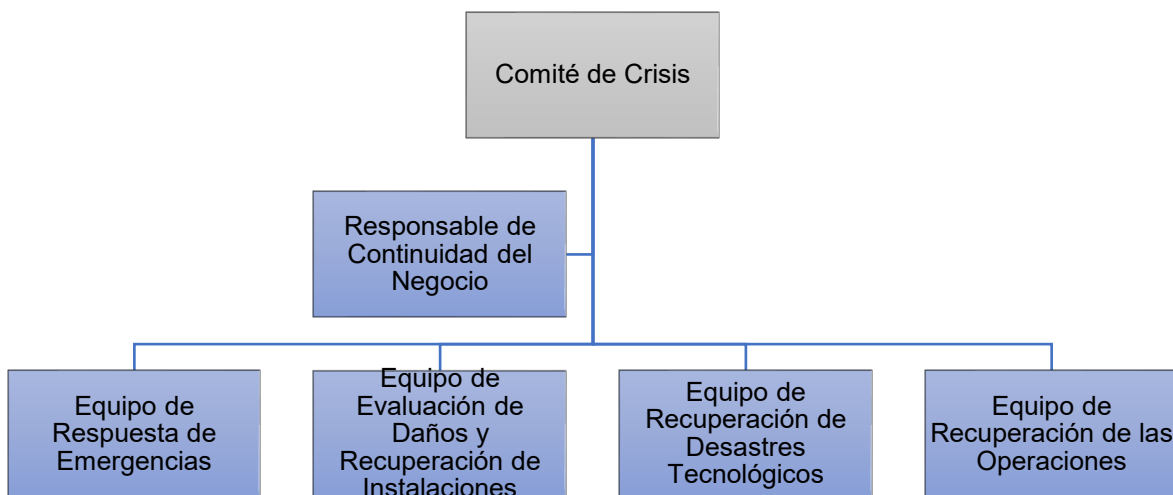 Comité de Crisis
Responsable de
Continuidad del
Negocio
Equipo de
Respuesta de
Emergencias
Equipo de
Evaluación de
Daños y
Recuperación de
Instalaciones
Equipo de
Recuperación de
Desastres
Tecnológicos
Equipo de
Recuperación de las
Operaciones